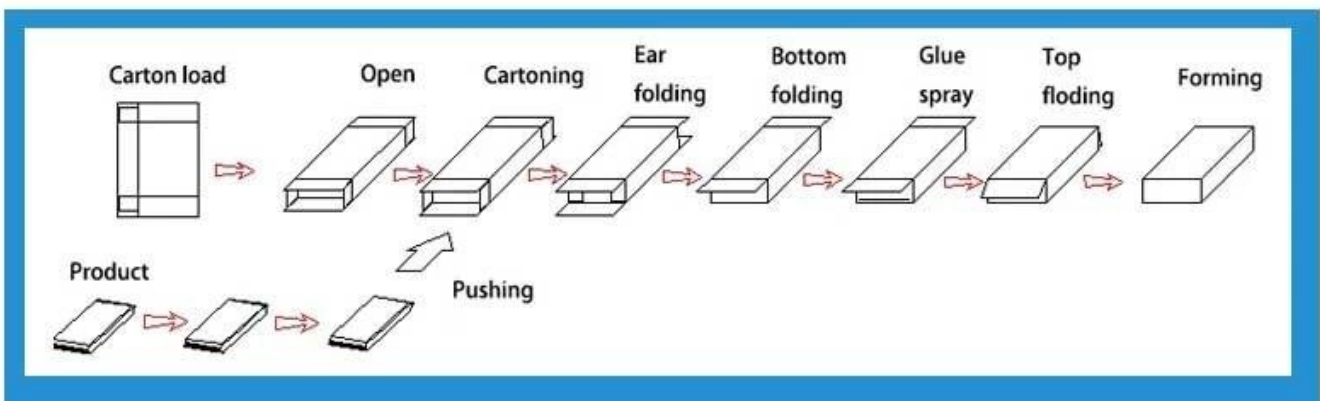 Carton load
Open
Cartoning
Ear
folding
Bottom
folding
Glue
spray
Top
floding
Forming
Product
Pushing